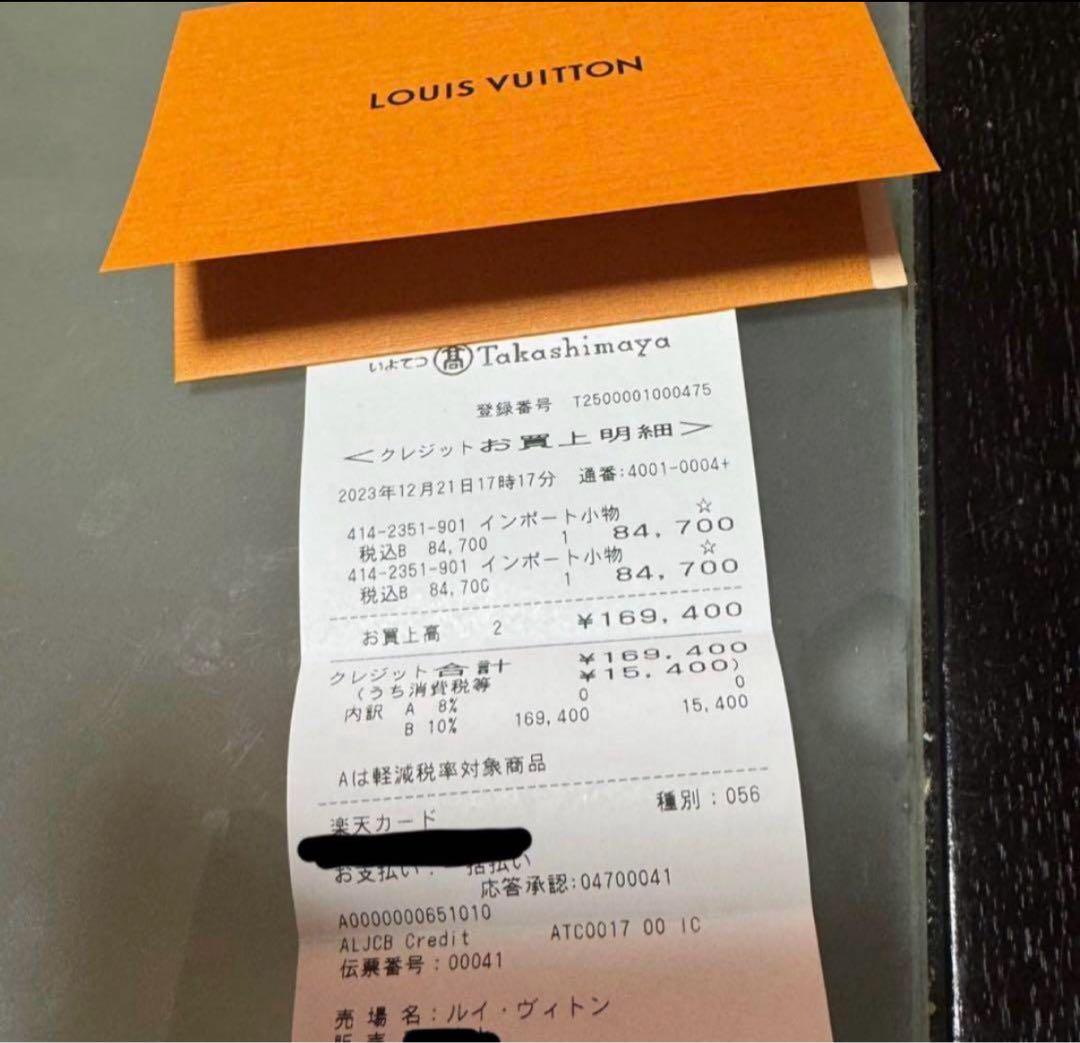 LOUIS VUITTON
いよてつ 髙 Takashimaya
登録番号 T2500001000475
＜クレジットお買上明細＞
2023年12月21日17時17分 通番:4001-0004+
☆
414-2351-901 インポート小物
税込B 84,700 1 84,700
☆
414-2351-901 インポート小物
税込B 84,700 1 84,700
お買上高 2 ¥169,400
クレジット合計 ¥169,400
(うち消費税等 ¥15,400)
内訳 A 8% 0 0
B 10% 169,400 15,400
Aは軽減税率対象商品
種別:056
楽天カード
お支払い: 一括払い
応答承認:04700041
A0000000651010
ALJCB Credit ATC0017 00 IC
伝票番号:00041
売場名:ルイ・ヴィトン